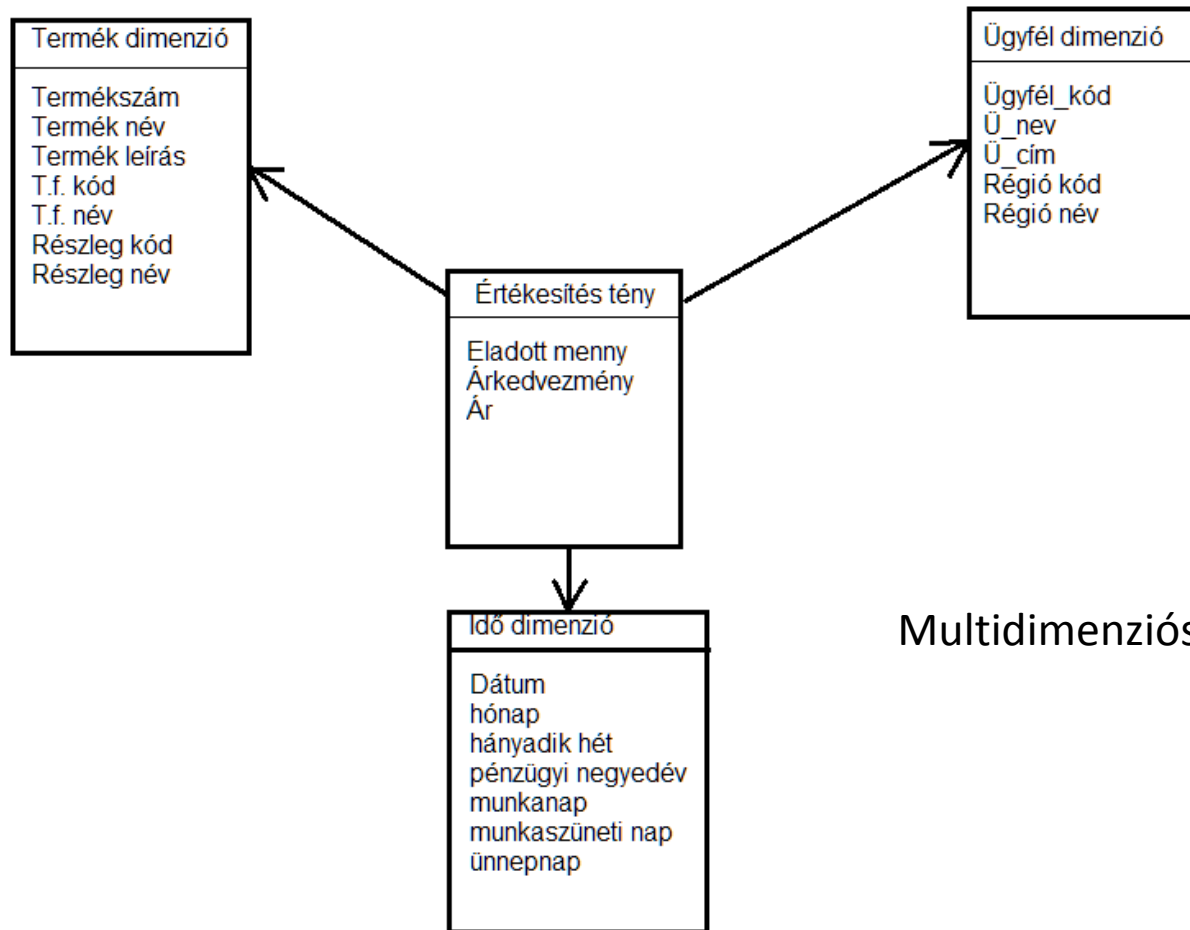 Termék dimenzió
Termékszám
Termék név
Termék leírás
T.f. kód
T.f. név
Részleg kód
Részleg név
Ügyfél dimenzió
Ügyfél_kód
Ü_nev
Ü_cím
Régió kód
Régió név
Értékesítés tény
Eladott menny
Árkedvezmény
Ár
Idő dimenzió
Dátum
hónap
hányadik hét
pénzügyi negyedév
munkanap
munkaszüneti nap
ünnepnap
Multidimenziós